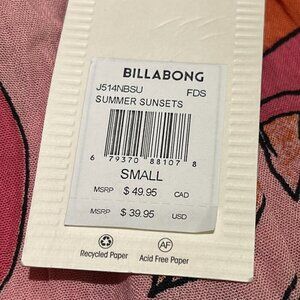 BILLABONG
J514NBSU FDS
SUMMER SUNSETS
6 79370 88107 8
SMALL
MSRP $ 49.95 CAD
MSRP $ 39.95 USD
AF
Recycled Paper Acid Free Paper